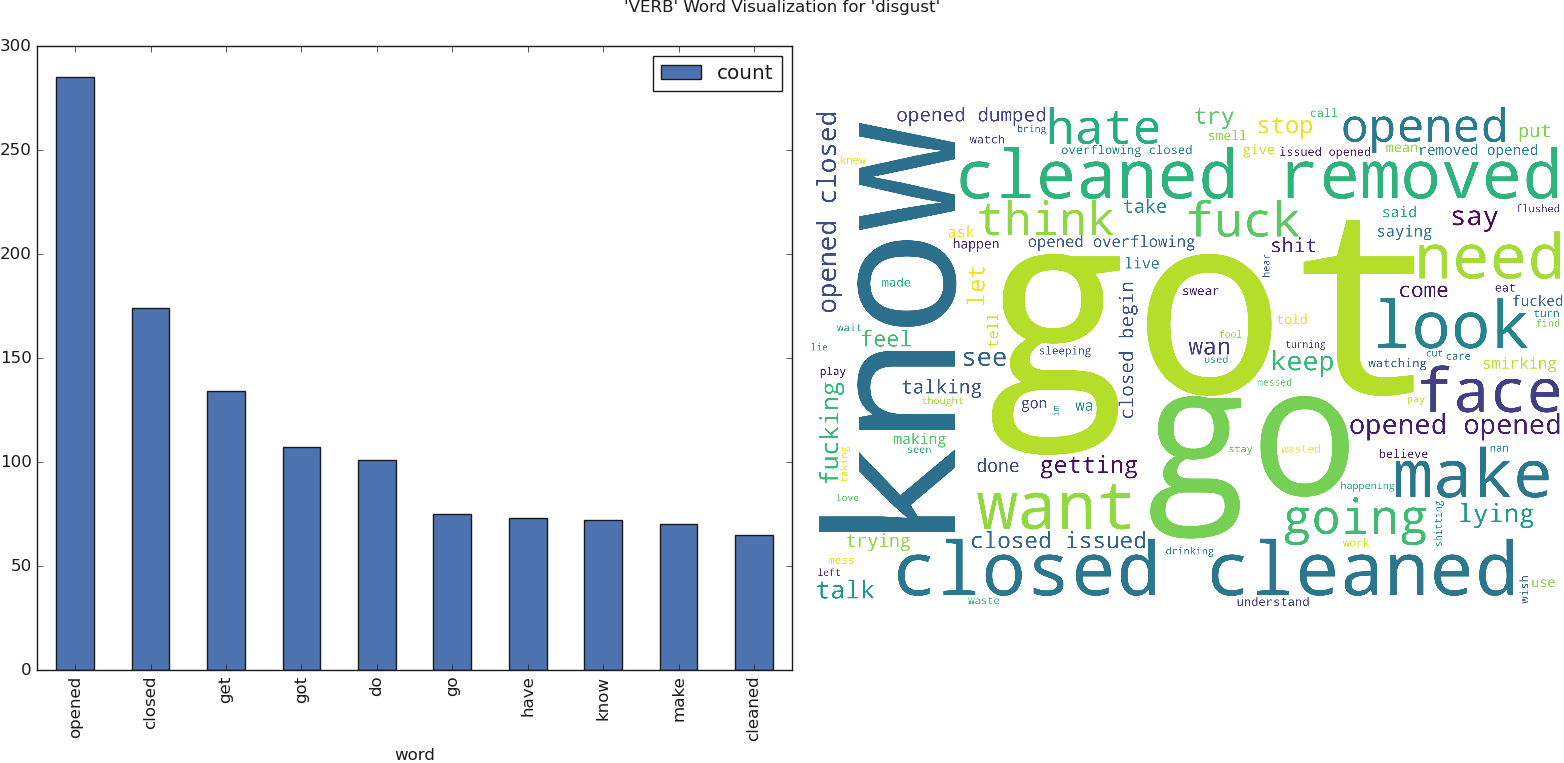 'VERB' Word Visualization for 'disgust'
300
250
200
150
100
50
0
count
opened
closed
get
got
do
go
have
know
make
cleaned
word
opened dumped
bring
hate
try
smell
stop
call
opened
put
watch
overflowing closed
give
issued opened
mean
removed opened
knew
opened closed
know
cleaned removed
think
take
fuck
said
saying
say
flushed
ask
happen
opened overflowing
shit
need
made
let
live
hear
got
swear
come
eat
fucked
turn
find
wait
feel
tell
closed begin
told
look
lie
see
sleeping
wan
fool
used
turning
keep
watching
cut
care
smirking
play
talking
thought
messed
pay
face
fucking
gon
im
wa
go
opened opened
making
seen
taking
done
getting
stay
wasted
believe
nan
love
want
happening
make
going
shitting
lying
trying
closed issued
drinking
work
mess
left
closed cleaned
talk
waste
understand
wish
use